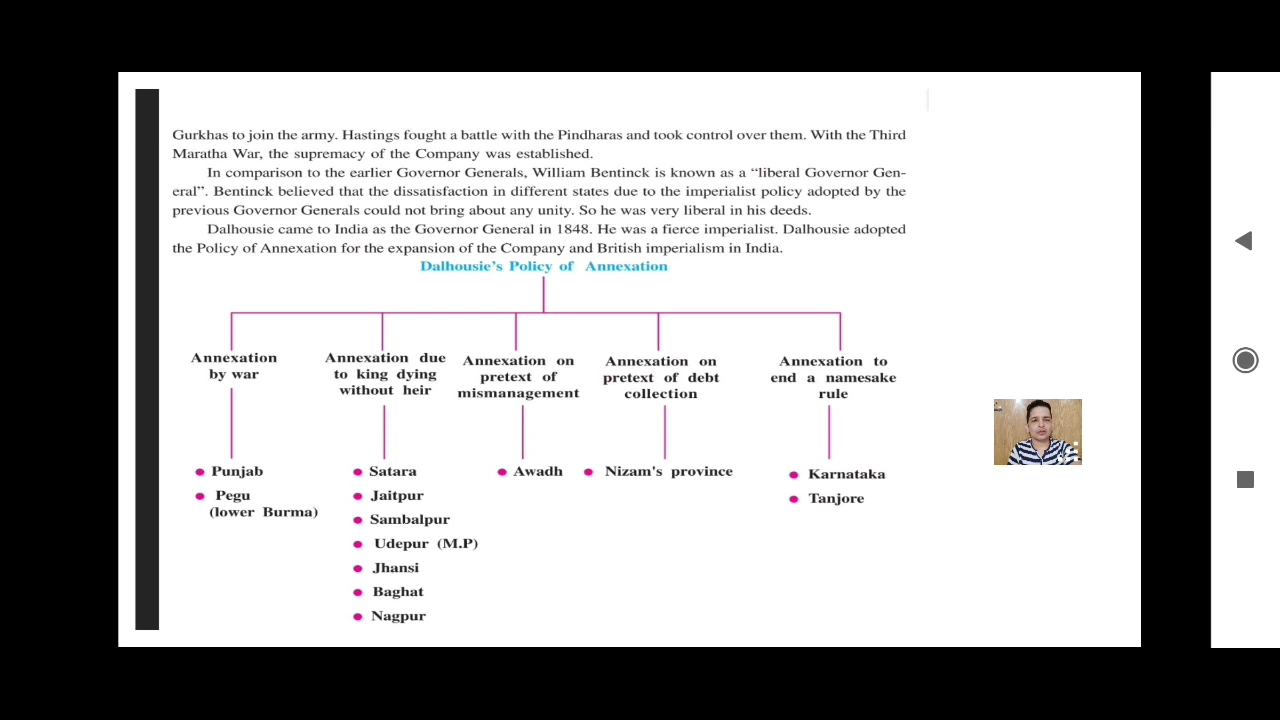 Gurkhas to join the army. Hastings fought a battle with the Pindharas and took control over them. With the Third
Maratha War, the supremacy of the Company was established.
In comparison to the earlier Governor Generals, William Bentinck is known as a “liberal Governor Gen-
eral”. Bentinck believed that the dissatisfaction in different states due to the imperialist policy adopted by the
previous Governor Generals could not bring about any unity. So he was very liberal in his deeds.
Dalhousie came to India as the Governor General in 1848. He was a fierce imperialist. Dalhousie adopted
the Policy of Annexation for the expansion of the Company and British imperialism in India.
Dalhousie’s Policy of Annexation
Annexation
by war
Punjab
Pegu
(lower Burma)
Annexation due
to king dying
without heir
Satara
Jaitpur
Sambalpur
Udepur (M.P)
Jhansi
Baghat
Nagpur
Annexation on
pretext of
mismanagement
Awadh
Annexation on
pretext of debt
collection
Nizam's province
Annexation to
end a namesake
rule
Karnataka
Tanjore